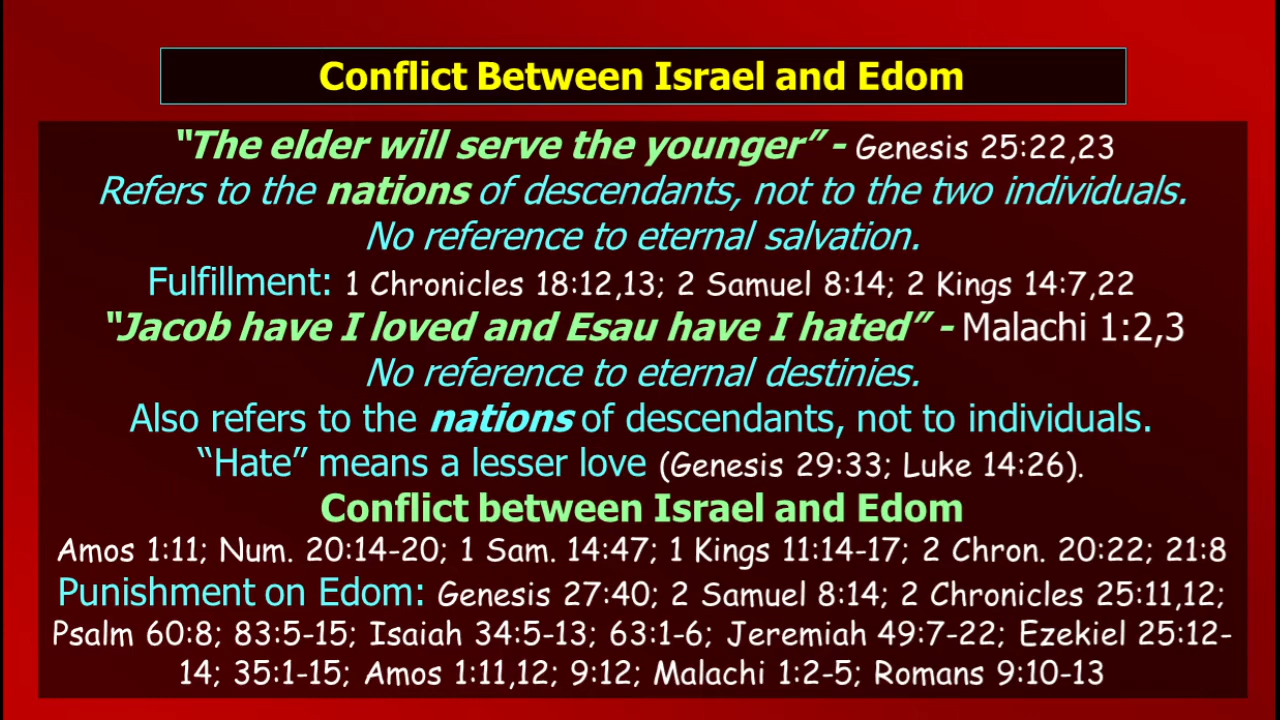 Conflict Between Israel and Edom
“The elder will serve the younger” - Genesis 25:22,23
Refers to the nations of descendants, not to the two individuals.
No reference to eternal salvation.
Fulfillment: 1 Chronicles 18:12,13; 2 Samuel 8:14; 2 Kings 14:7,22
“Jacob have I loved and Esau have I hated” - Malachi 1:2,3
No reference to eternal destinies.
Also refers to the nations of descendants, not to individuals.
“Hate” means a lesser love (Genesis 29:33; Luke 14:26).
Conflict between Israel and Edom
Amos 1:11; Num. 20:14-20; 1 Sam. 14:47; 1 Kings 11:14-17; 2 Chron. 20:22; 21:8
Punishment on Edom: Genesis 27:40; 2 Samuel 8:14; 2 Chronicles 25:11,12;
Psalm 60:8; 83:5-15; Isaiah 34:5-13; 63:1-6; Jeremiah 49:7-22; Ezekiel 25:12-
14; 35:1-15; Amos 1:11,12; 9:12; Malachi 1:2-5; Romans 9:10-13